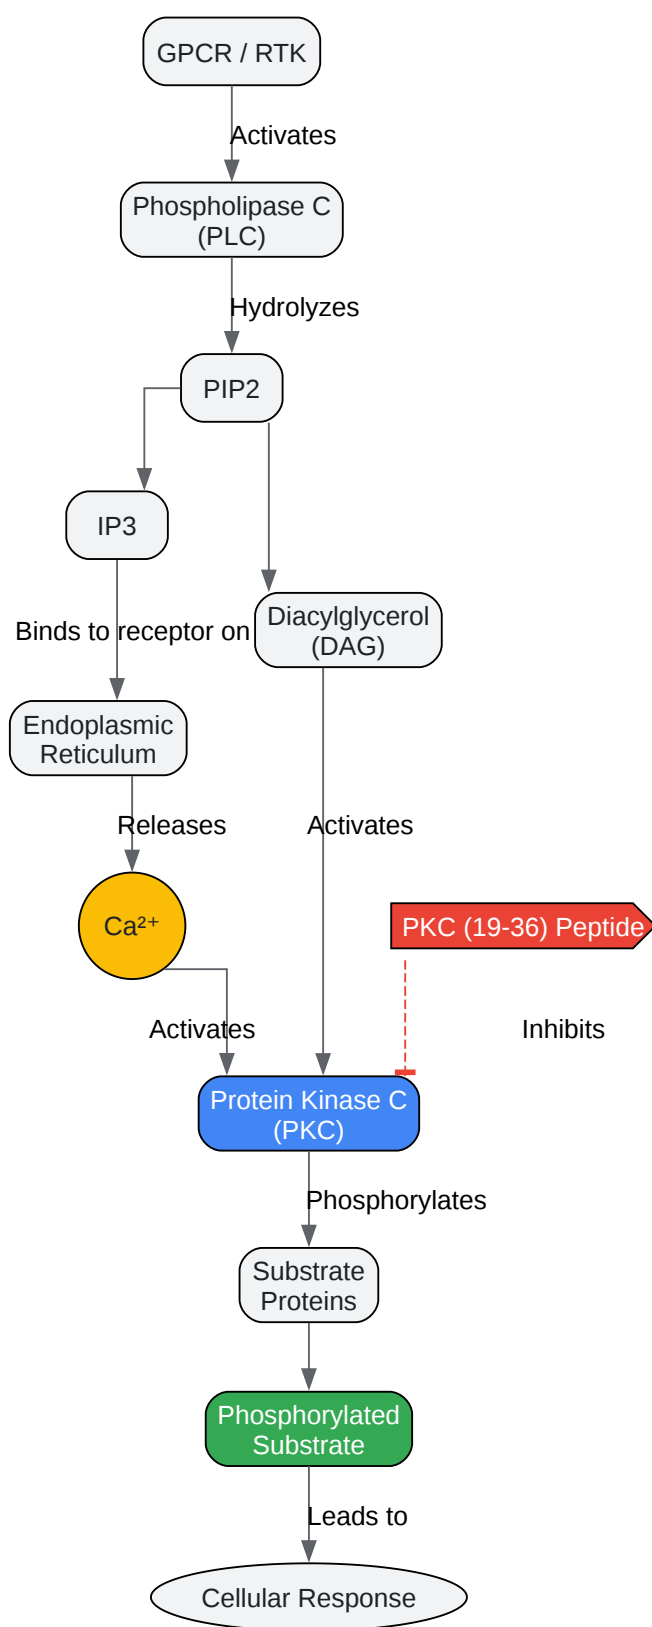 GPCR / RTK
Activates
Phospholipase C
(PLC)
Hydrolyzes
PIP2
IP3
Binds to receptor on
Diacylglycerol
(DAG)
Endoplasmic
Reticulum
Releases
Activates
Ca²⁺
PKC (19-36) Peptide
Activates
Inhibits
Protein Kinase C
(PKC)
Phosphorylates
Substrate
Proteins
Phosphorylated
Substrate
Leads to
Cellular Response